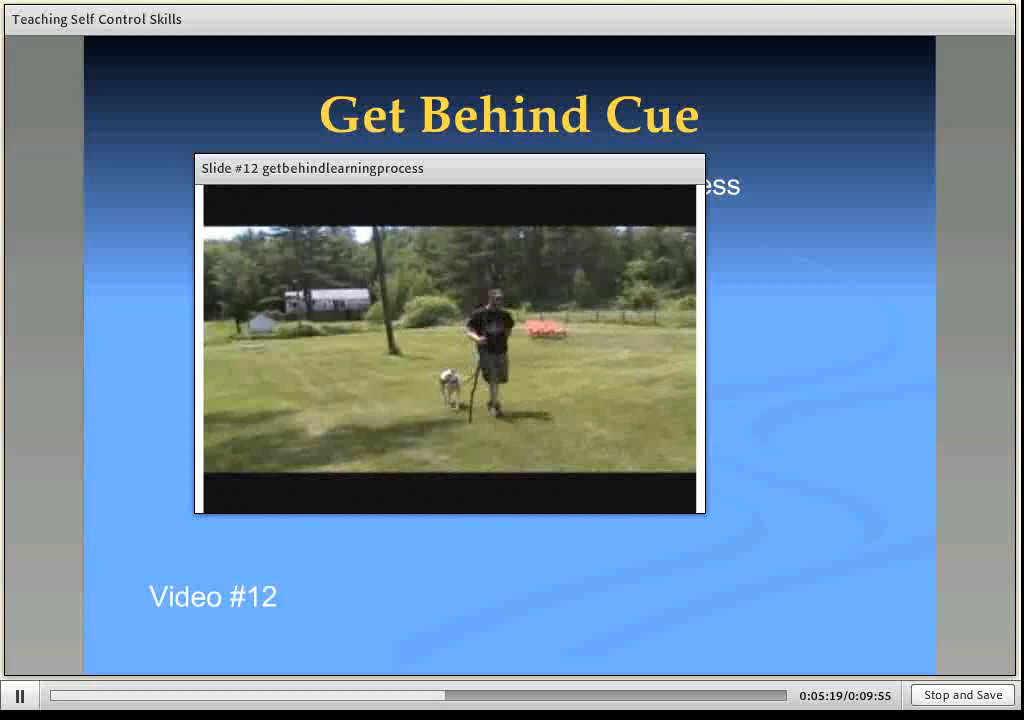 Teaching Self Control Skills
Get Behind Cue
Slide #12 getbehindlearningprocess
ess
Video #12
0:05:19/0:09:55
Stop and Save